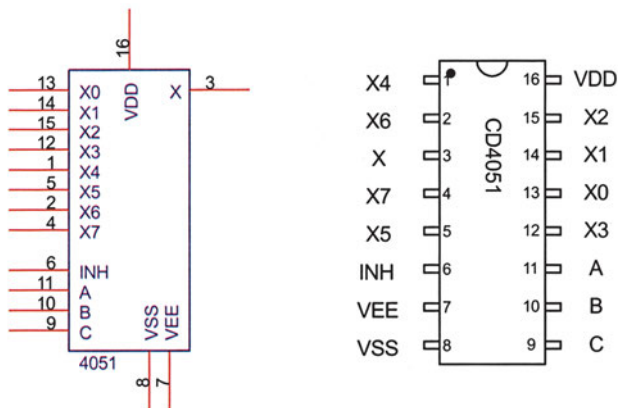 16
VDD
13 X0 X 3
14 X1
15 X2
12 X3
1 X4
5 X5
2 X6
4 X7
6 INH
11 A
10 B
9 C
VSS
VEE
4051
8
7
X4 1 16 VDD
X6 2 15 X2
X 3 14 X1
X7 4 13 X0
X5 5 12 X3
INH 6 11 A
VEE 7 10 B
VSS 8 9 C
CD4051